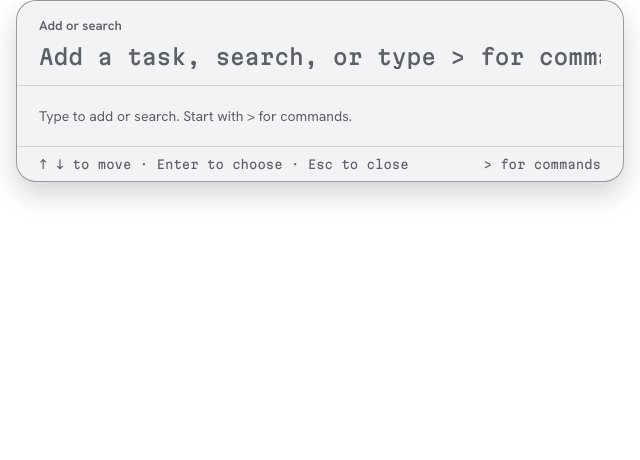 Add or search
Add a task, search, or type > for comma
Type to add or search. Start with > for commands.
↑ ↓ to move · Enter to choose · Esc to close
> for commands